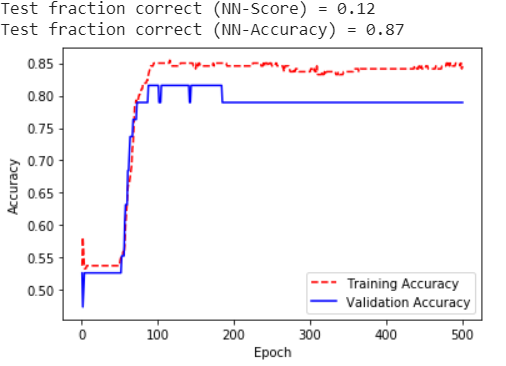 Test fraction correct (NN-Score) = 0.12
Test fraction correct (NN-Accuracy) = 0.87
0.85
0.80
0.75
0.70
0.65
0.60
0.55
0.50
Accuracy
Training Accuracy
Validation Accuracy
0 100 200 300 400 500
Epoch